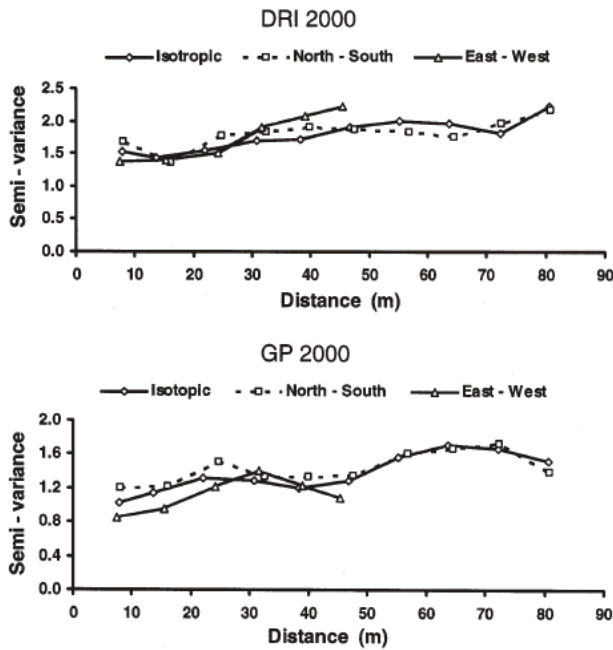 DRI 2000
Isotropic North - South East - West
2.5
2.0
1.5
1.0
0.5
0.0
Semi - variance
0 10 20 30 40 50 60 70 80 90
Distance (m)
GP 2000
Isotopic North - South East - West
2.0
1.6
1.2
0.8
0.4
0.0
Semi - variance
0 10 20 30 40 50 60 70 80 90
Distance (m)